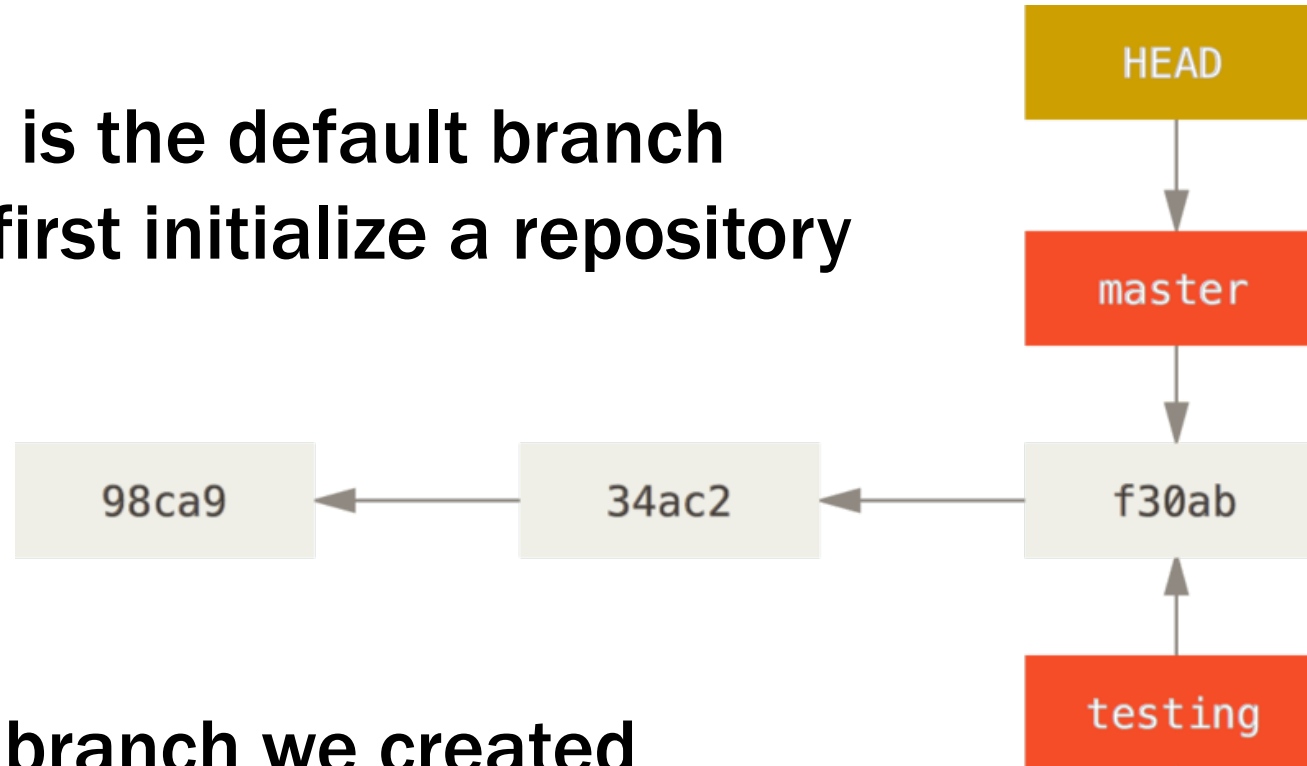 HEAD
is the default branch
first initialize a repository
master
98ca9 34ac2 f30ab
branch we created
testing